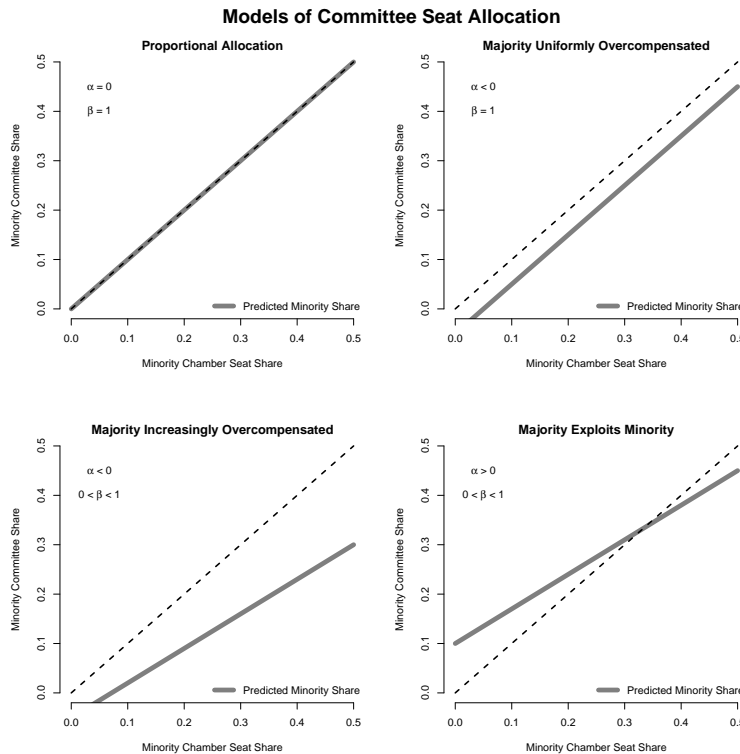 Models of Committee Seat Allocation
Proportional Allocation
α = 0
β = 1
Minority Committee Share
0.5
0.4
0.3
0.2
0.1
0.0
Predicted Minority Share
0.0 0.1 0.2 0.3 0.4 0.5
Minority Chamber Seat Share
Majority Uniformly Overcompensated
α < 0
β = 1
Minority Committee Share
0.5
0.4
0.3
0.2
0.1
0.0
Predicted Minority Share
0.0 0.1 0.2 0.3 0.4 0.5
Minority Chamber Seat Share
Majority Increasingly Overcompensated
α < 0
0 < β < 1
Minority Committee Share
0.5
0.4
0.3
0.2
0.1
0.0
Predicted Minority Share
0.0 0.1 0.2 0.3 0.4 0.5
Minority Chamber Seat Share
Majority Exploits Minority
α > 0
0 < β < 1
Minority Committee Share
0.5
0.4
0.3
0.2
0.1
0.0
Predicted Minority Share
0.0 0.1 0.2 0.3 0.4 0.5
Minority Chamber Seat Share